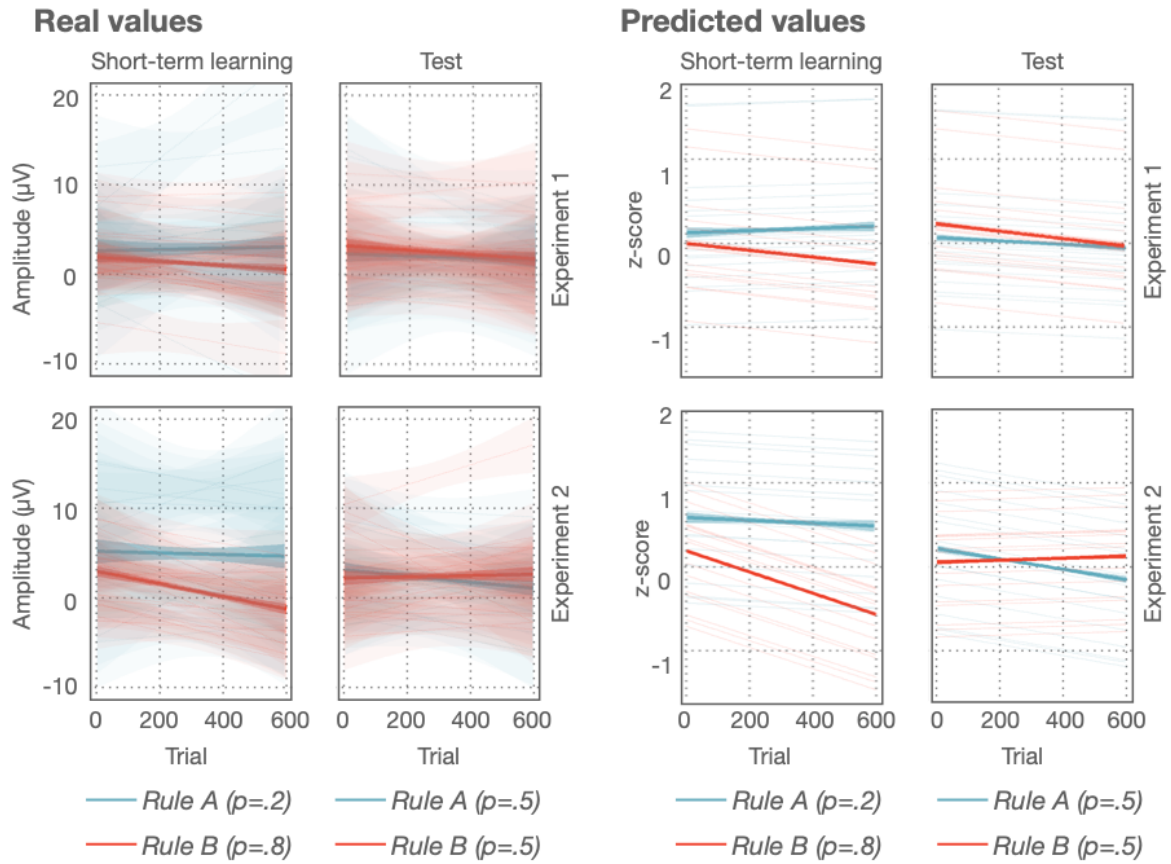 Real values
Predicted values
Short-term learning
Test
Short-term learning
Test
20
10
0
-10
Amplitude (µV)
2
1
0
-1
z-score
Experiment 1
Experiment 1
20
10
0
-10
Amplitude (µV)
2
1
0
-1
z-score
Experiment 2
Experiment 2
0 200 400 600
0 200 400 600
0 200 400 600
0 200 400 600
Trial
Trial
Trial
Trial
Rule A (p=.2)
Rule A (p=.5)
Rule A (p=.2)
Rule A (p=.5)
Rule B (p=.8)
Rule B (p=.5)
Rule B (p=.8)
Rule B (p=.5)